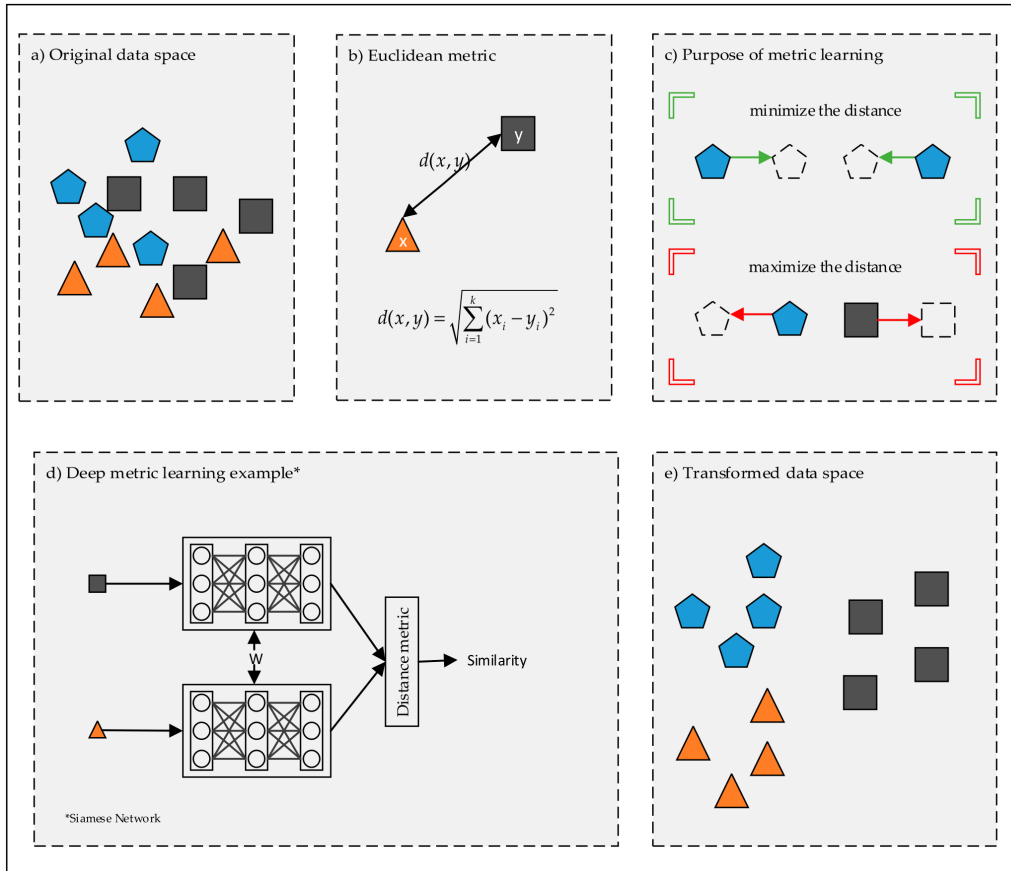 a) Original data space
b) Euclidean metric
y
d(x, y)
x
d(x, y) = √∑_{i=1}^{k} (x_i − y_i)^2
c) Purpose of metric learning
minimize the distance
maximize the distance
d) Deep metric learning example*
W
Distance metric
Similarity
*Siamese Network
e) Transformed data space